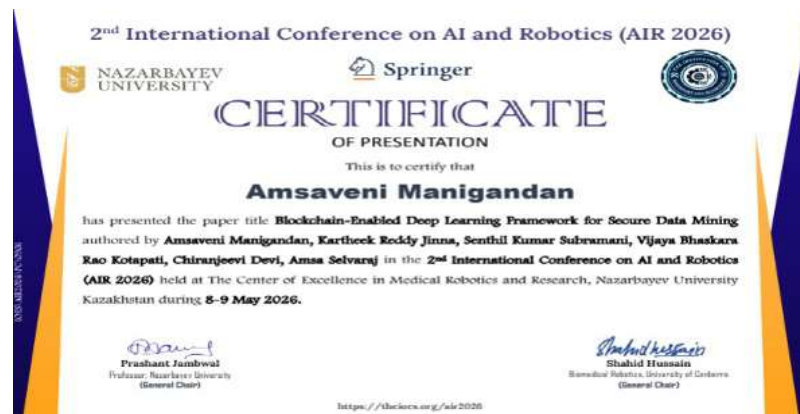 2nd International Conference on AI and Robotics (AIR 2026)
NAZARBAYEV
UNIVERSITY
Springer
CERTIFICATE
OF PRESENTATION
This is to certify that
Amsaveni Manigandan
has presented the paper title Blockchain-Enabled Deep Learning Framework for Secure Data Mining
authored by Amsaveni Manigandan, Kartheek Reddy Jinna, Senthil Kumar Subramani, Vijaya Bhaskara
Rao Kotapati, Chiranjeevi Devi, Amsa Selvaraj in the 2nd International Conference on AI and Robotics
(AIR 2026) held at The Center of Excellence in Medical Robotics and Research, Nazarbayev University
Kazakhstan during 8-9 May 2026.
Prashant Jambwal
Professor, Nazarbayev University
(General Chair)
Shahid Hussain
Biomedical Robotics, University of Canberra
(General Chair)